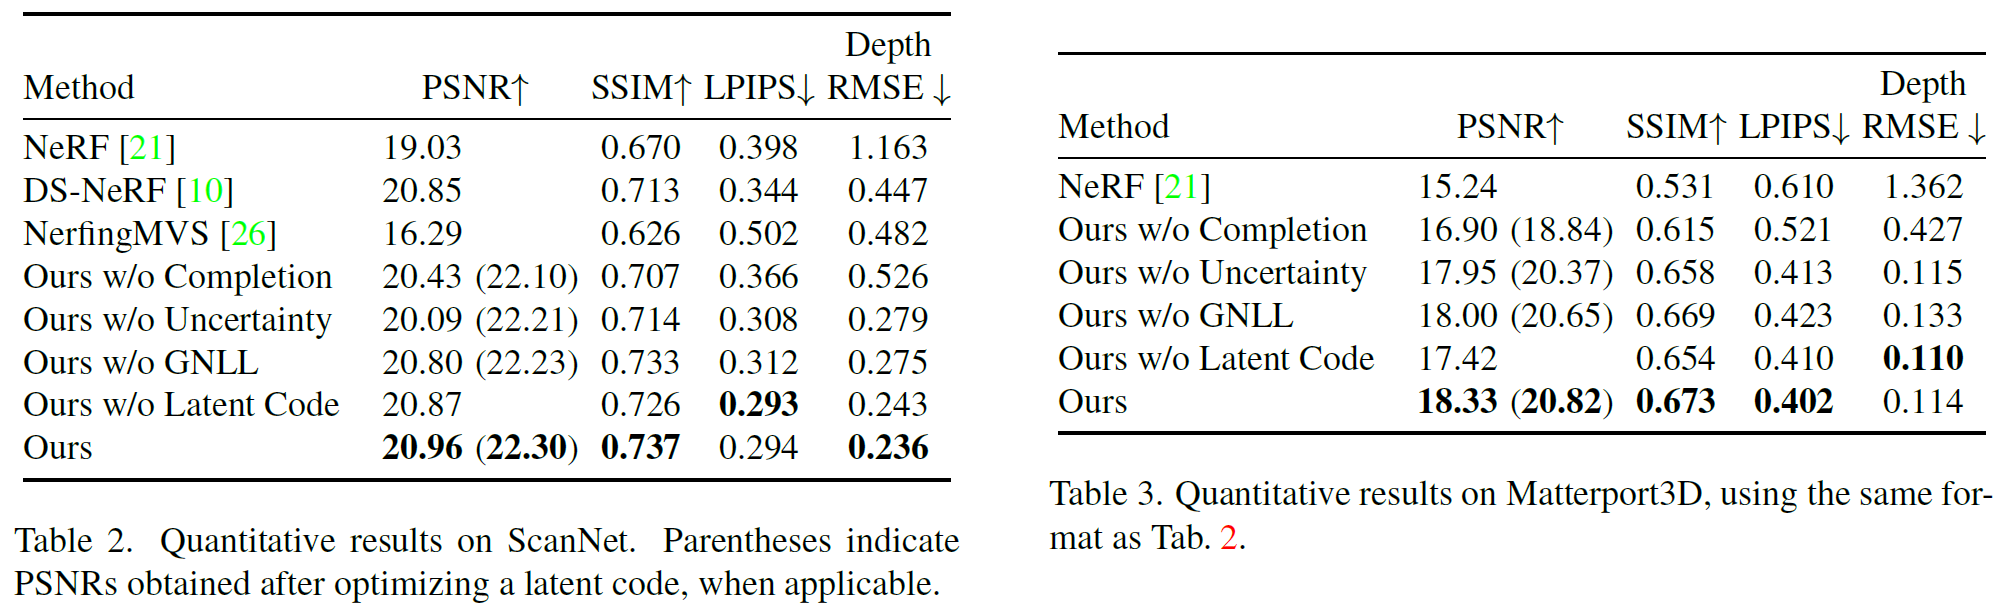 Depth
Method PSNR↑ SSIM↑ LPIPS↓ RMSE ↓
NeRF [21] 19.03 0.670 0.398 1.163
DS-NeRF [10] 20.85 0.713 0.344 0.447
NerfingMVS [26] 16.29 0.626 0.502 0.482
Ours w/o Completion 20.43 (22.10) 0.707 0.366 0.526
Ours w/o Uncertainty 20.09 (22.21) 0.714 0.308 0.279
Ours w/o GNLL 20.80 (22.23) 0.733 0.312 0.275
Ours w/o Latent Code 20.87 0.726 0.293 0.243
Ours 20.96 (22.30) 0.737 0.294 0.236
Table 2. Quantitative results on ScanNet. Parentheses indicate
PSNRs obtained after optimizing a latent code, when applicable.
Depth
Method PSNR↑ SSIM↑ LPIPS↓ RMSE ↓
NeRF [21] 15.24 0.531 0.610 1.362
Ours w/o Completion 16.90 (18.84) 0.615 0.521 0.427
Ours w/o Uncertainty 17.95 (20.37) 0.658 0.413 0.115
Ours w/o GNLL 18.00 (20.65) 0.669 0.423 0.133
Ours w/o Latent Code 17.42 0.654 0.410 0.110
Ours 18.33 (20.82) 0.673 0.402 0.114
Table 3. Quantitative results on Matterport3D, using the same for-
mat as Tab. 2.